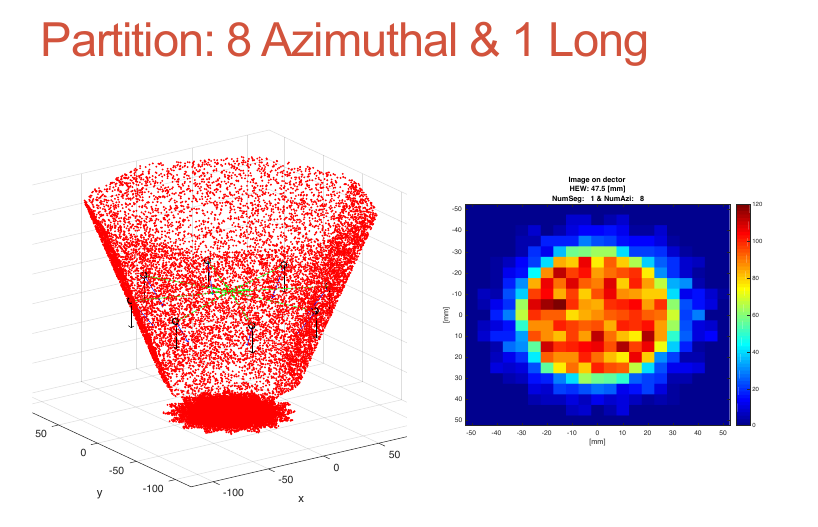 Partition: 8 Azimuthal & 1 Long
Image on dector
HEW: 47.5 [mm]
NumSeg: 1 & NumAzi: 8
-50
-40
-30
-20
-10
0
10
20
30
40
50
[mm]
-50 -40 -30 -20 -10 0 10 20 30 40 50
[mm]
120
100
80
60
40
20
0
50
0
-50
-100
y
-100
-50
0
50
x